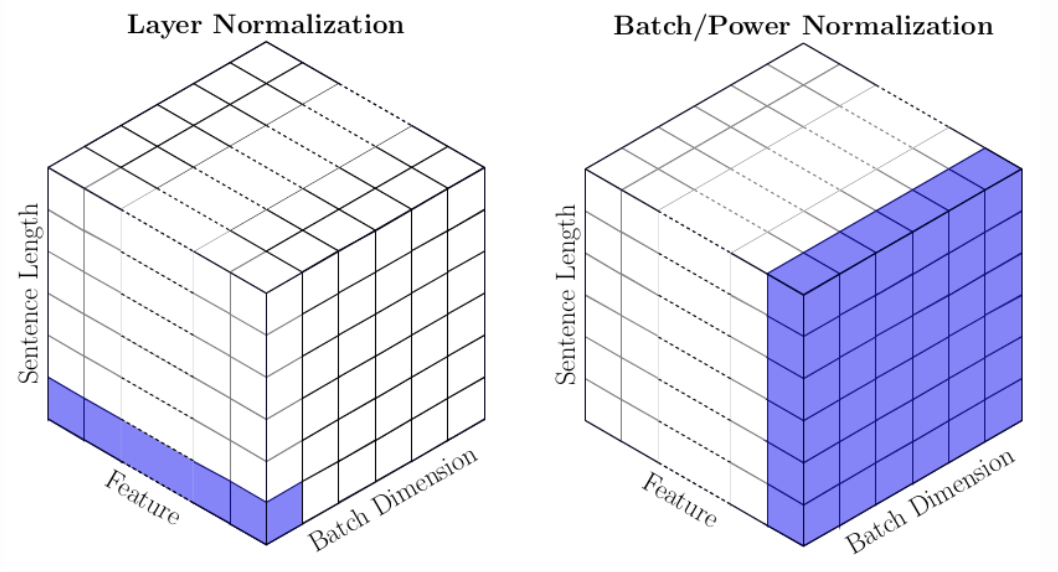 Layer Normalization
Sentence Length
Feature
Batch Dimension
Batch/Power Normalization
Sentence Length
Feature
Batch Dimension